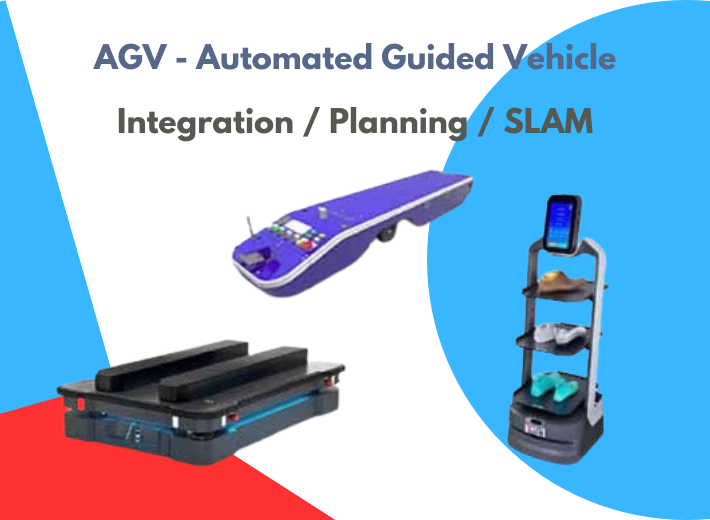 AGV - Automated Guided Vehicle
Integration / Planning / SLAM